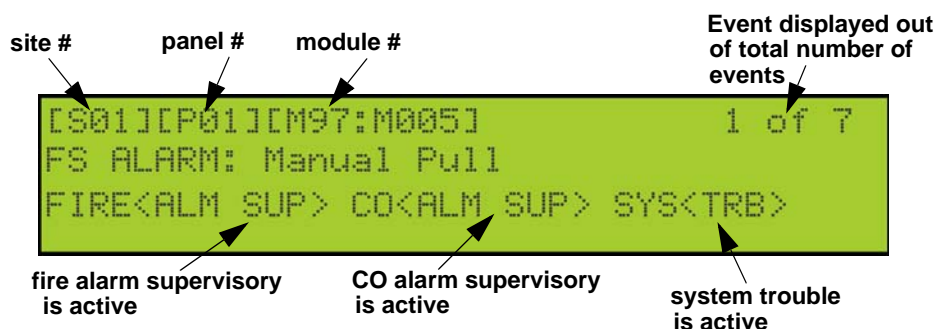 site #
panel #
module #
Event displayed out
of total number of
events
[S01][P01][M97:M005] 1 of 7
FS ALARM: Manual Pull
FIRE<ALM SUP> CO<ALM SUP> SYS<TRB>
fire alarm supervisory
is active
CO alarm supervisory
is active
system trouble
is active